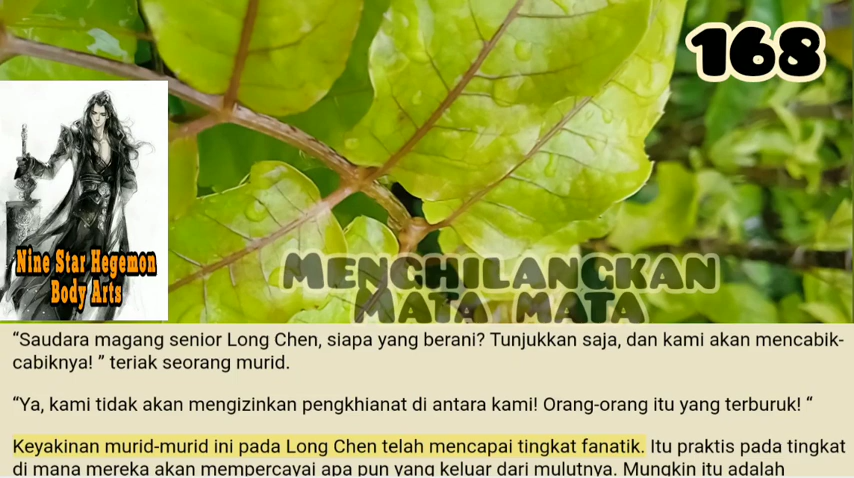 168
Nine Star Hegemon
Body Arts
MENGHILANGKAN
MATA MATA
“Saudara magang senior Long Chen, siapa yang berani? Tunjukkan saja, dan kami akan mencabik-
cabiknya! ” teriak seorang murid.
“Ya, kami tidak akan mengizinkan pengkhianat di antara kami! Orang-orang itu yang terburuk! “
Keyakinan murid-murid ini pada Long Chen telah mencapai tingkat fanatik. Itu praktis pada tingkat
di mana mereka akan mempercayai apa pun yang keluar dari mulutnya. Mungkin itu adalah